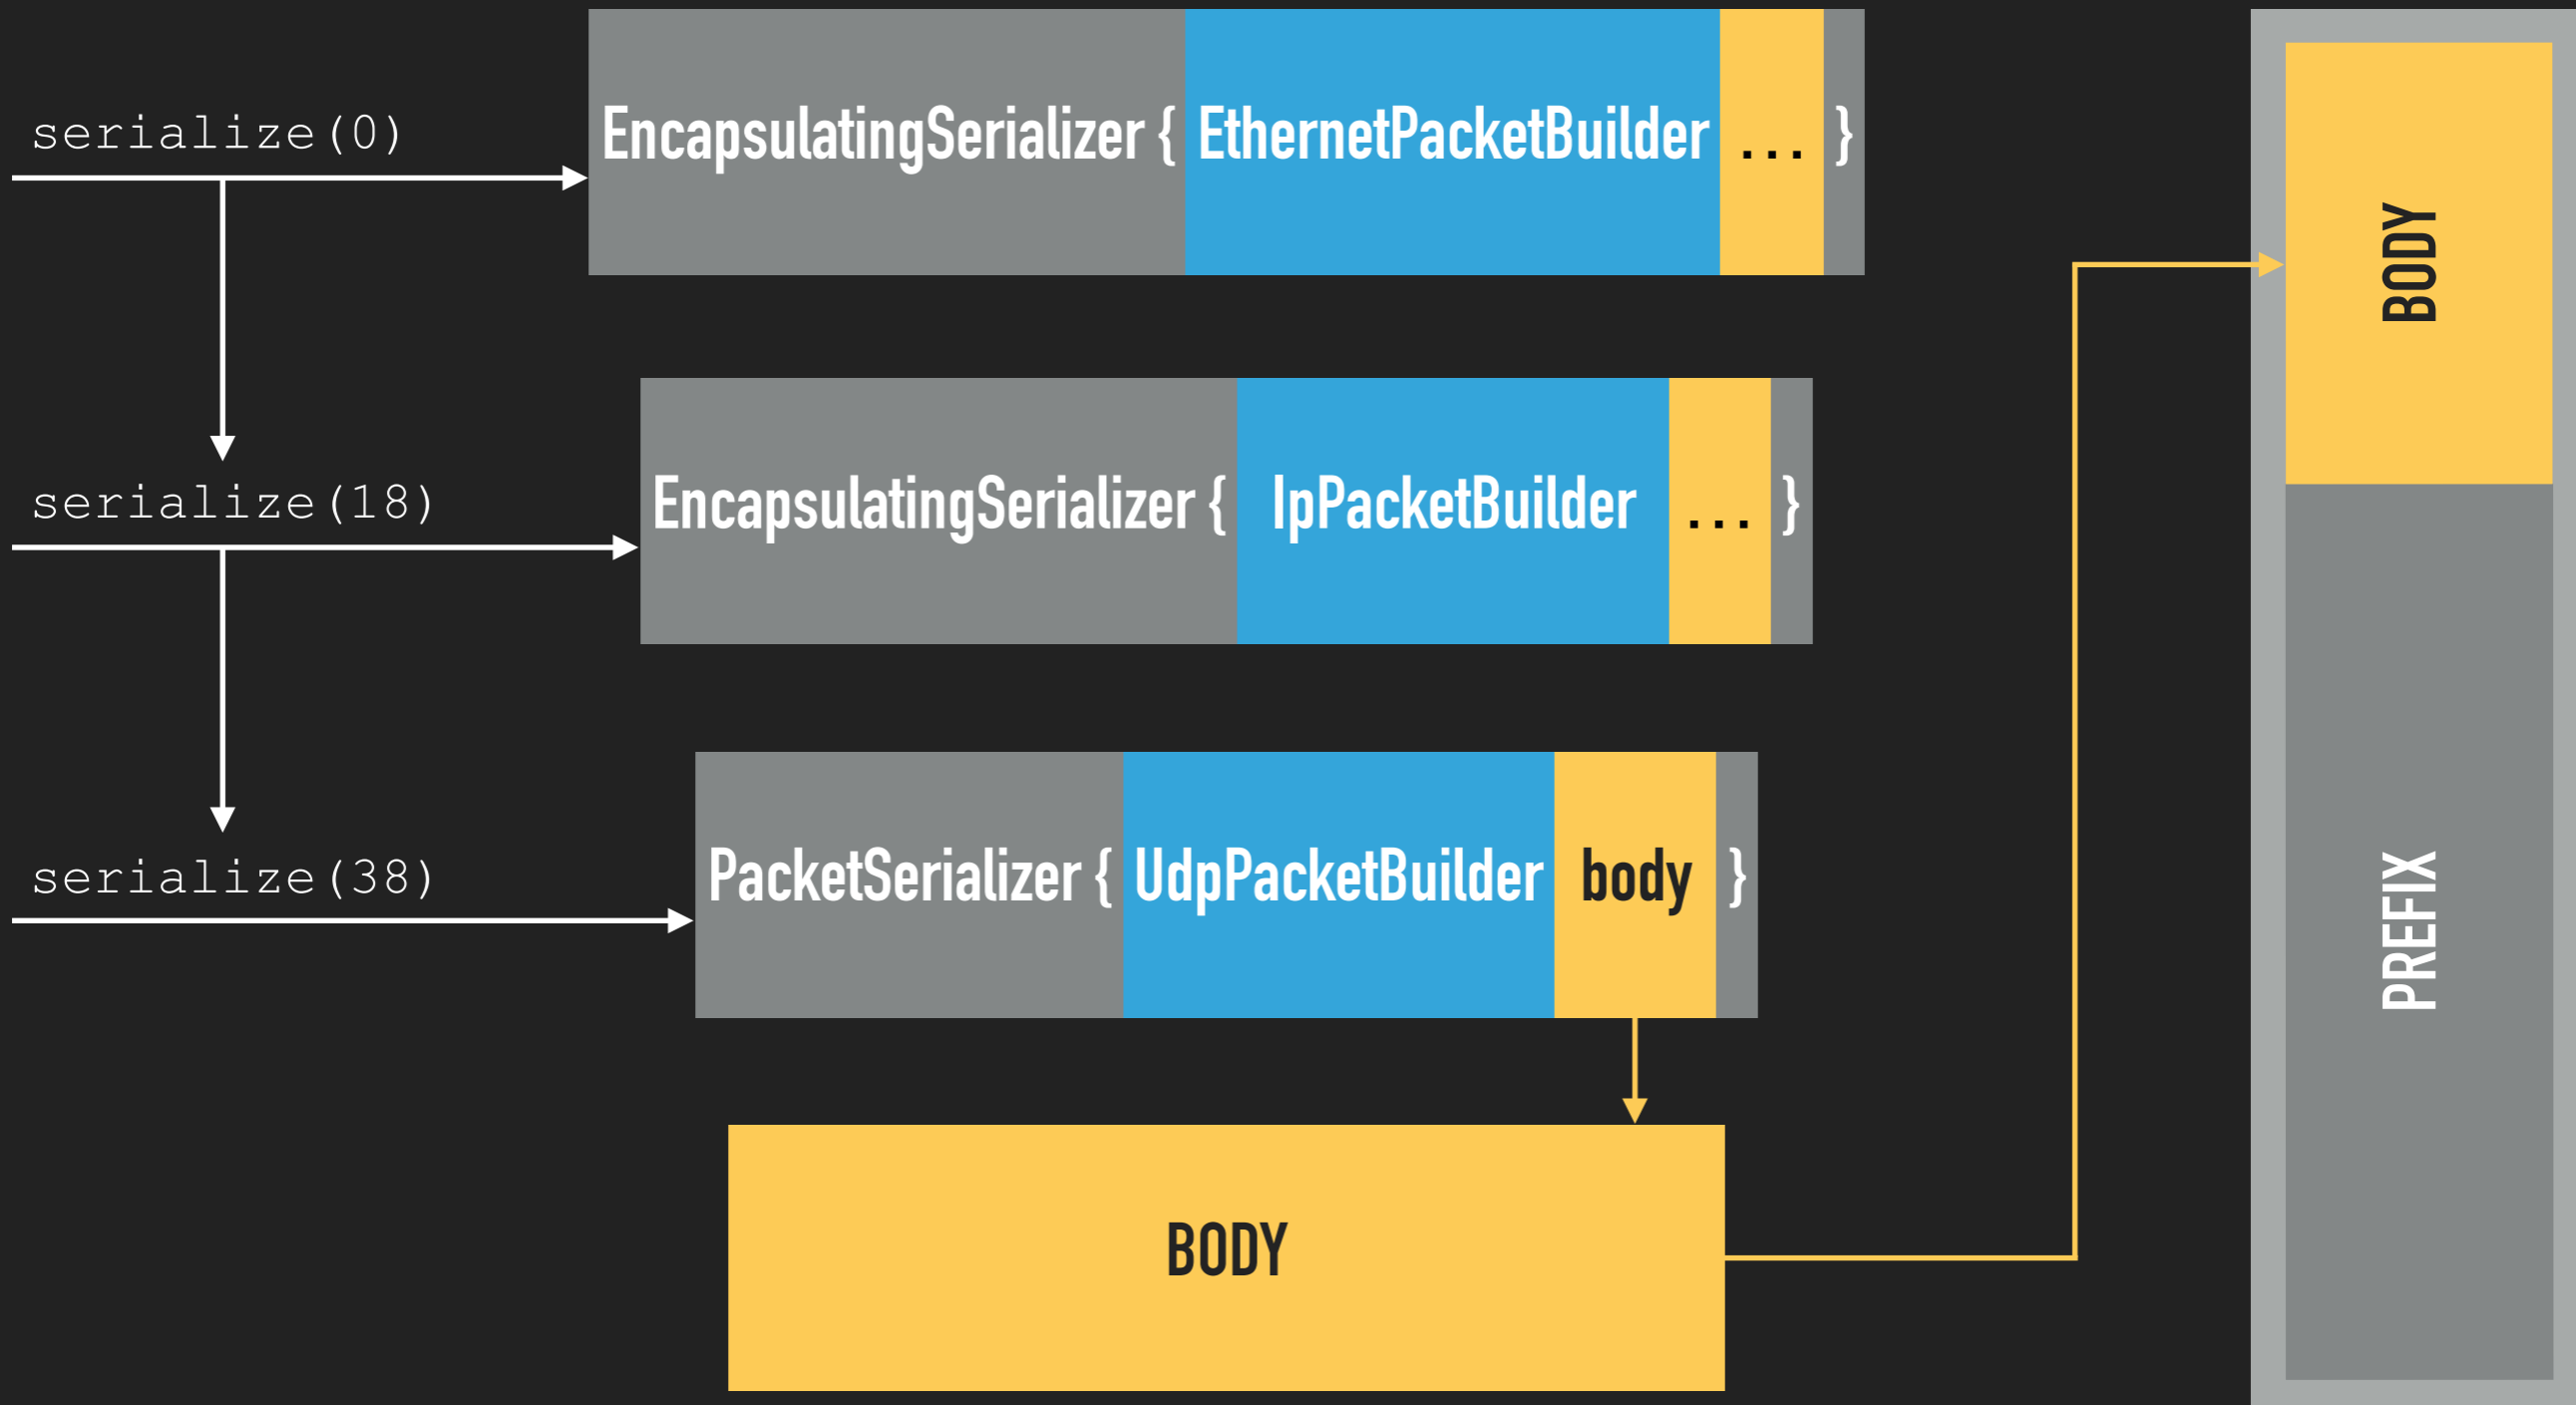 serialize(0)
EncapsulatingSerializer { EthernetPacketBuilder ... }
serialize(18)
EncapsulatingSerializer { IpPacketBuilder ... }
serialize(38)
PacketSerializer { UdpPacketBuilder body }
BODY
BODY
PREFIX